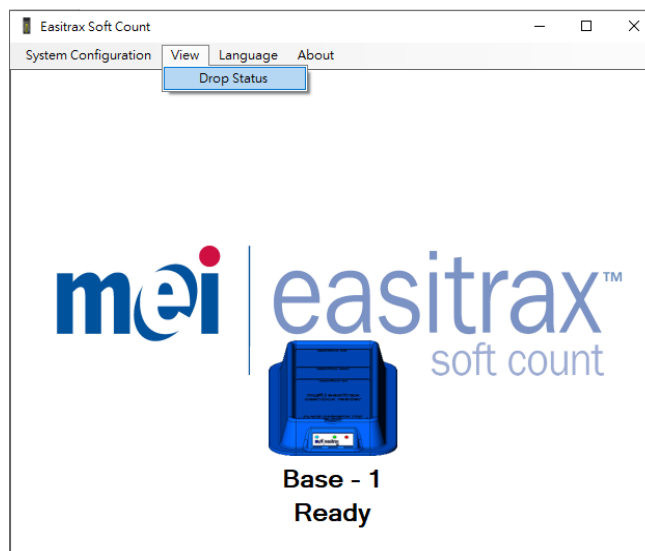 Easitrax Soft Count
System Configuration View Language About
Drop Status
mei easitrax™
soft count
Base - 1
Ready